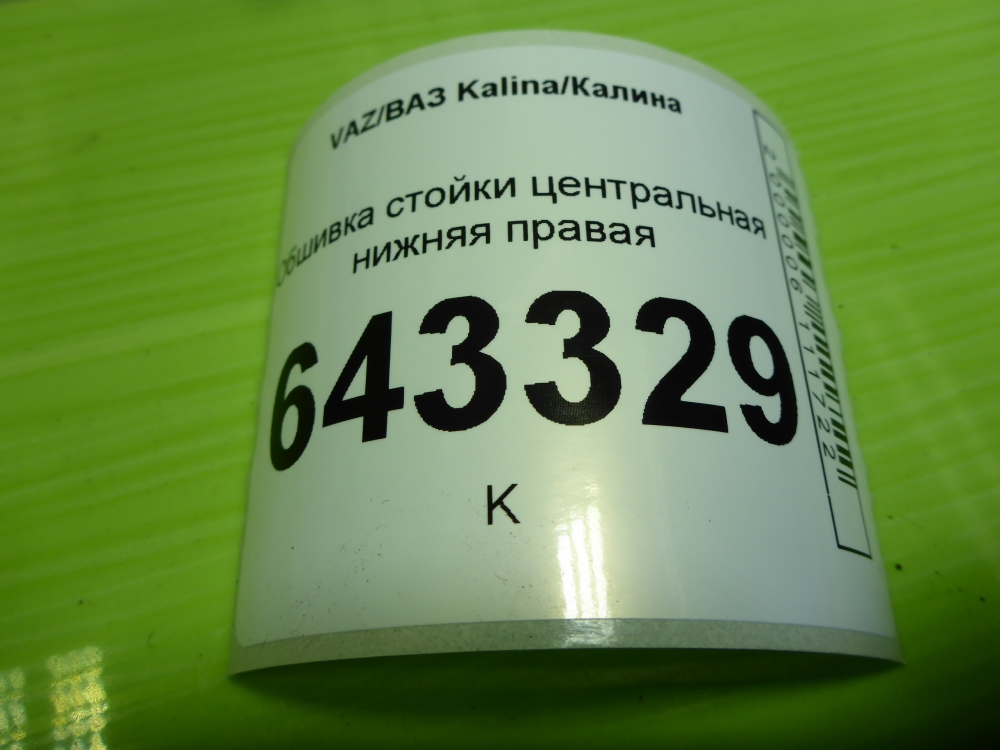 VAZ/ВАЗ Kalina/Калина
Обшивка стойки центральная
нижняя правая
643329
К